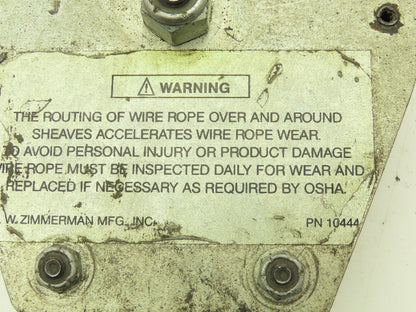 ⚠ WARNING
THE ROUTING OF WIRE ROPE OVER AND AROUND
SHEAVES ACCELERATES WIRE ROPE WEAR.
TO AVOID PERSONAL INJURY OR PRODUCT DAMAGE
WIRE ROPE MUST BE INSPECTED DAILY FOR WEAR AND
REPLACED IF NECESSARY AS REQUIRED BY OSHA.
W. ZIMMERMAN MFG., INC. PN 10444